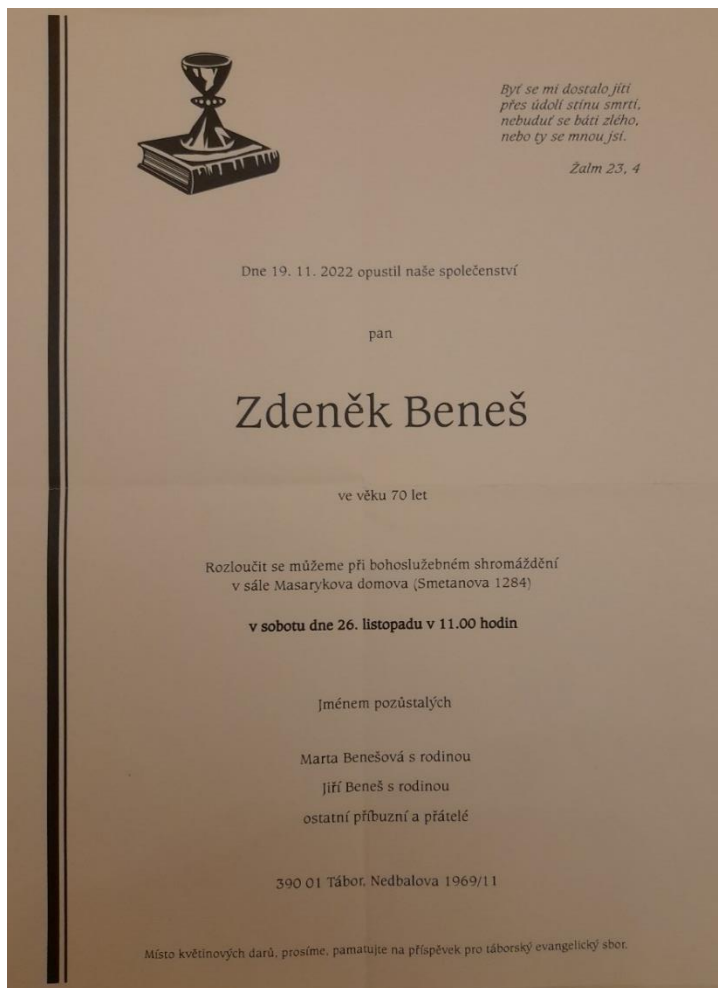 Byť se mi dostalo jíti
přes údolí stínu smrti,
nebuduť se báti zlého,
nebo ty se mnou jsi.
Žalm 23, 4
Dne 19. 11. 2022 opustil naše společenství
pan
Zdeněk Beneš
ve věku 70 let
Rozloučit se můžeme při bohoslužebném shromáždění
v sále Masarykova domova (Smetanova 1284)
v sobotu dne 26. listopadu v 11.00 hodin
Jménem pozůstalých
Marta Benešová s rodinou
Jiří Beneš s rodinou
ostatní příbuzní a přátelé
390 01 Tábor, Nedbalova 1969/11
Místo květinových darů, prosíme, pamatujte na příspěvek pro táborský evangelický sbor.